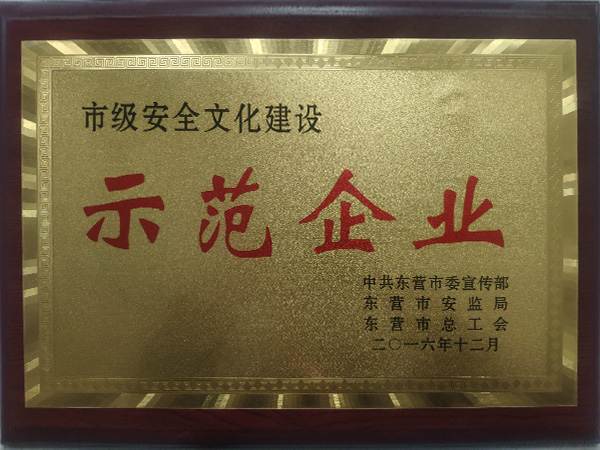 市级安全文化建设
示范企业
中共东营市委宣传部
东营市安监局
东营市总工会
二〇一六年十二月